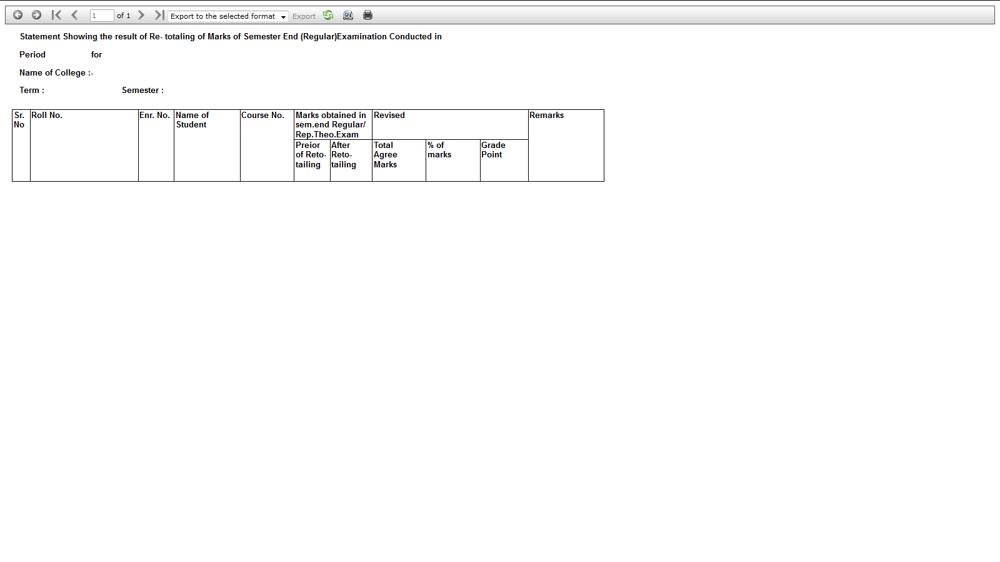 1 of 1 Export to the selected format Export
Statement Showing the result of Re- totaling of Marks of Semester End (Regular)Examination Conducted in
Period for
Name of College :-
Term : Semester :
Sr. No
Roll No.
Enr. No.
Name of
Student
Course No.
Marks obtained in
sem.end Regular/
Rep.Theo.Exam
Revised
Remarks
Preior
of Reto-
tailing
After
Reto-
tailing
Total
Agree
Marks
% of
marks
Grade
Point